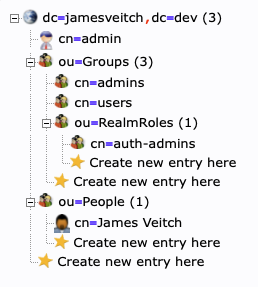 dc=jamesveitch,dc=dev (3)
cn=admin
ou=Groups (3)
cn=admins
cn=users
ou=RealmRoles (1)
cn=auth-admins
Create new entry here
Create new entry here
ou=People (1)
cn=James Veitch
Create new entry here
Create new entry here